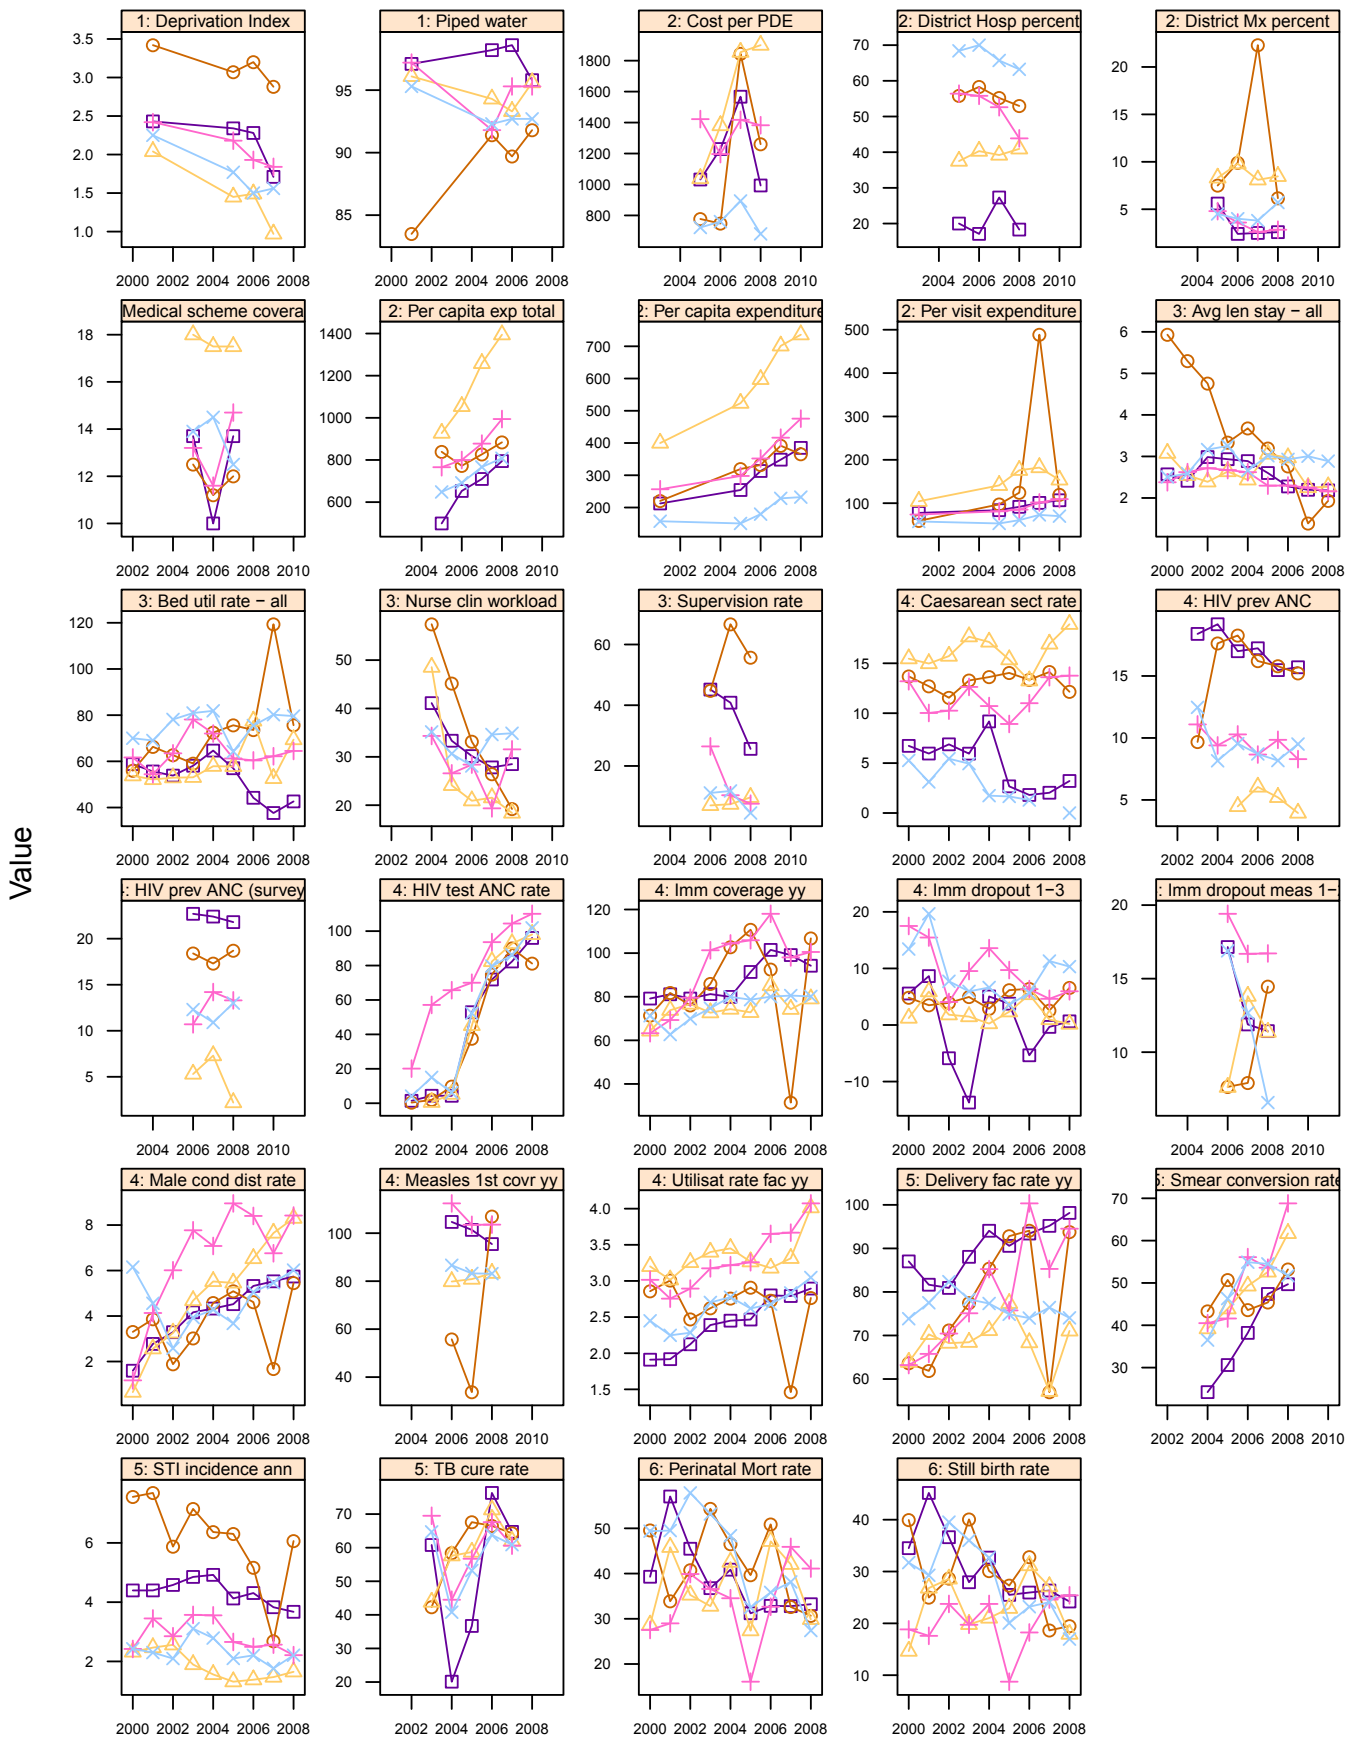 Value
1: Deprivation Index
3.5
3.0
2.5
2.0
1.5
1.0
2000 2002 2004 2006 2008
1: Piped water
95
90
85
2000 2002 2004 2006 2008
2: Cost per PDE
1800
1600
1400
1200
1000
800
2004 2006 2008 2010
2: District Hosp percent
70
60
50
40
30
20
2004 2006 2008 2010
2: District Mx percent
20
15
10
5
2004 2006 2008 2010
Medical scheme covera
18
16
14
12
10
2002 2004 2006 2008 2010
2: Per capita exp total
1400
1200
1000
800
600
2004 2006 2008 2010
2: Per capita expenditure
700
600
500
400
300
200
2002 2004 2006 2008
2: Per visit expenditure
500
400
300
200
100
2002 2004 2006 2008
3: Avg len stay − all
6
5
4
3
2
2000 2002 2004 2006 2008
3: Bed util rate − all
120
100
80
60
40
2000 2002 2004 2006 2008
3: Nurse clin workload
50
40
30
20
2002 2004 2006 2008 2010
3: Supervision rate
60
40
20
2004 2006 2008 2010
4: Caesarean sect rate
15
10
5
0
2000 2002 2004 2006 2008
4: HIV prev ANC
15
10
5
2002 2004 2006 2008
: HIV prev ANC (survey
20
15
10
5
2004 2006 2008 2010
4: HIV test ANC rate
100
80
60
40
20
0
2002 2004 2006 2008
4: Imm coverage yy
120
100
80
60
40
2000 2002 2004 2006 2008
4: Imm dropout 1−3
20
10
0
−10
2000 2002 2004 2006 2008
: Imm dropout meas 1−
20
15
10
2004 2006 2008 2010
4: Male cond dist rate
8
6
4
2
2000 2002 2004 2006 2008
4: Measles 1st covr yy
100
80
60
40
2004 2006 2008 2010
4: Utilisat rate fac yy
4.0
3.5
3.0
2.5
2.0
1.5
2000 2002 2004 2006 2008
5: Delivery fac rate yy
100
90
80
70
60
2000 2002 2004 2006 2008
5: Smear conversion rate
70
60
50
40
30
2002 2004 2006 2008 2010
5: STI incidence ann
6
4
2
2000 2002 2004 2006 2008
5: TB cure rate
70
60
50
40
30
20
2002 2004 2006 2008
6: Perinatal Mort rate
50
40
30
20
2000 2002 2004 2006 2008
6: Still birth rate
40
30
20
10
2000 2002 2004 2006 2008